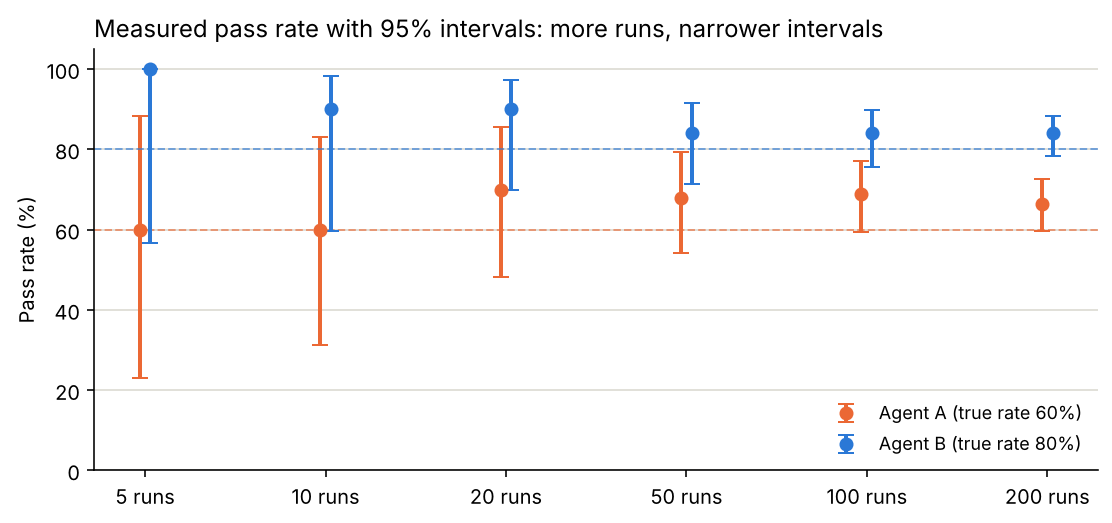 Measured pass rate with 95% intervals: more runs, narrower intervals
Pass rate (%)
100
80
60
40
20
0
5 runs
10 runs
20 runs
50 runs
100 runs
200 runs
Agent A (true rate 60%)
Agent B (true rate 80%)